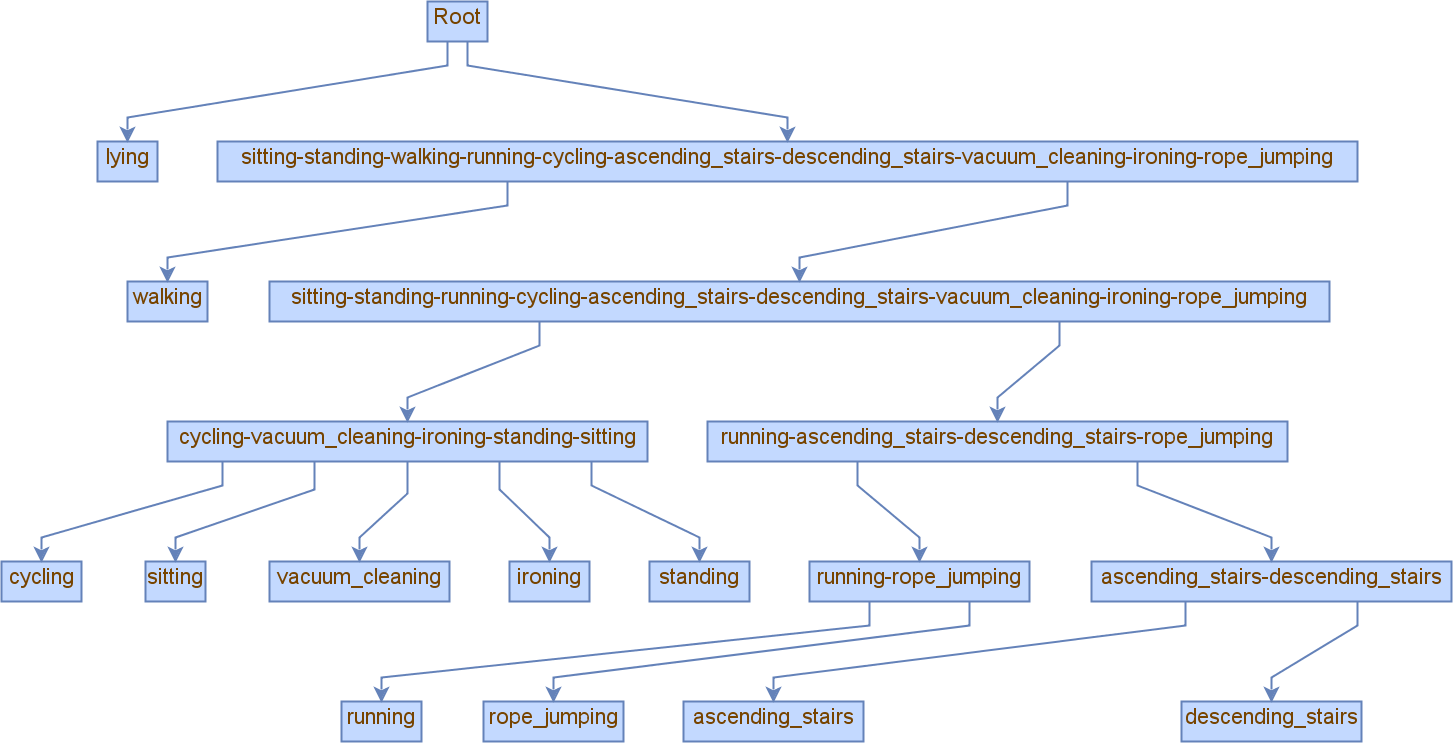 Root
lying
sitting-standing-walking-running-cycling-ascending_stairs-descending_stairs-vacuum_cleaning-ironing-rope_jumping
walking
sitting-standing-running-cycling-ascending_stairs-descending_stairs-vacuum_cleaning-ironing-rope_jumping
cycling-vacuum_cleaning-ironing-standing-sitting
running-ascending_stairs-descending_stairs-rope_jumping
cycling
sitting
vacuum_cleaning
ironing
standing
running-rope_jumping
ascending_stairs-descending_stairs
running
rope_jumping
ascending_stairs
descending_stairs